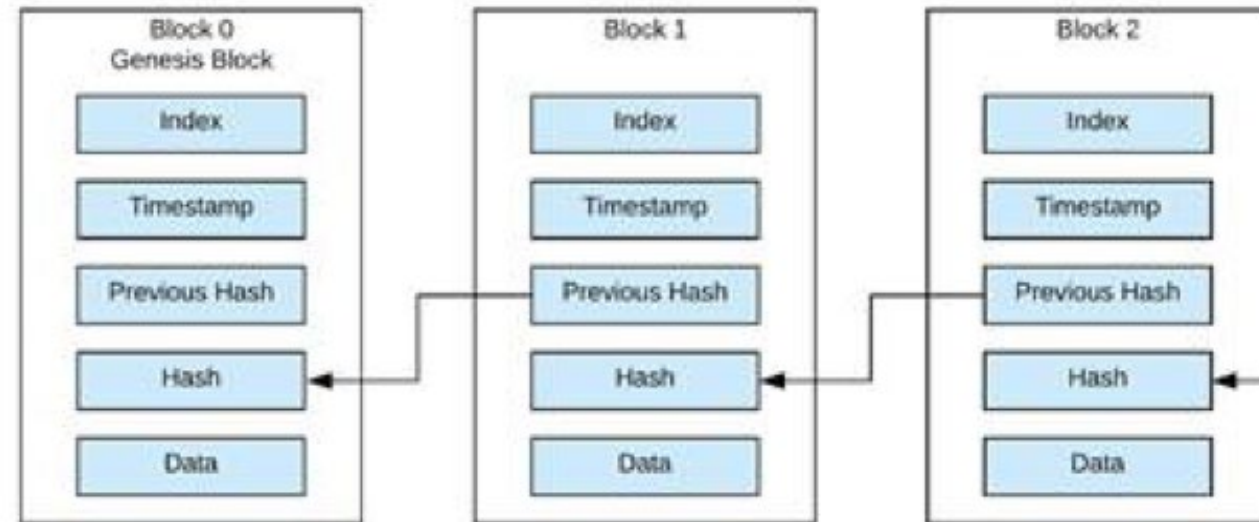 Block 0
Genesis Block
Index
Timestamp
Previous Hash
Hash
Data
Block 1
Index
Timestamp
Previous Hash
Hash
Data
Block 2
Index
Timestamp
Previous Hash
Hash
Data